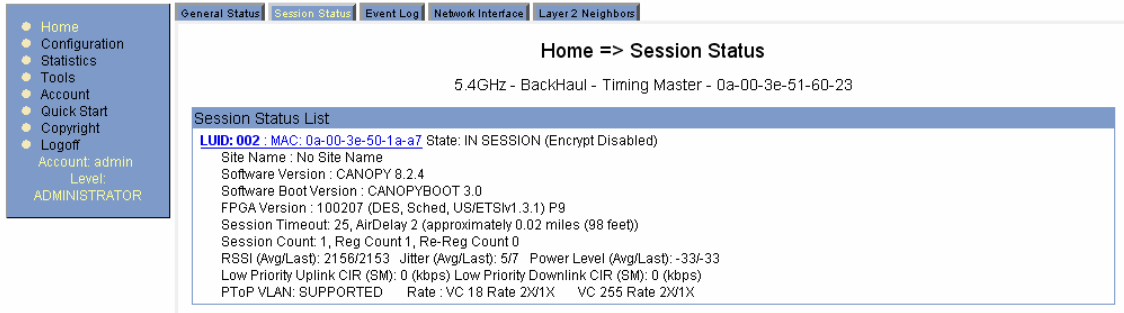 General Status Session Status Event Log Network Interface Layer 2 Neighbors
Home
Configuration
Statistics
Tools
Account
Quick Start
Copyright
Logoff
Account: admin
Level:
ADMINISTRATOR
Home => Session Status
5.4GHz - BackHaul - Timing Master - 0a-00-3e-51-60-23
Session Status List
LUID: 002 : MAC: 0a-00-3e-50-1a-a7 State: IN SESSION (Encrypt Disabled)
Site Name : No Site Name
Software Version : CANOPY 8.2.4
Software Boot Version : CANOPYBOOT 3.0
FPGA Version : 100207 (DES, Sched, US/ETSIv1.3.1) P9
Session Timeout: 25, AirDelay 2 (approximately 0.02 miles (98 feet))
Session Count: 1, Reg Count 1, Re-Reg Count 0
RSSI (Avg/Last): 2156/2153 Jitter (Avg/Last): 5/7 Power Level (Avg/Last): -33/-33
Low Priority Uplink CIR (SM): 0 (kbps) Low Priority Downlink CIR (SM): 0 (kbps)
PToP VLAN: SUPPORTED Rate : VC 18 Rate 2X/1X VC 255 Rate 2X/1X